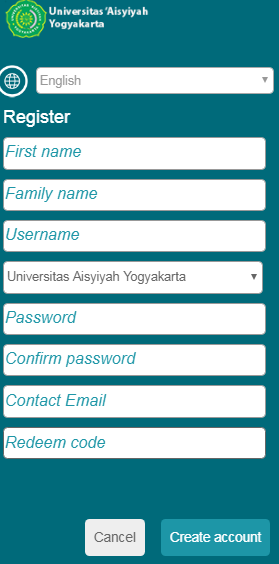 Universitas 'Aisyiyah
Yogyakarta
English
Register
First name
Family name
Username
Universitas Aisyiyah Yogyakarta
Password
Confirm password
Contact Email
Redeem code
Cancel
Create account